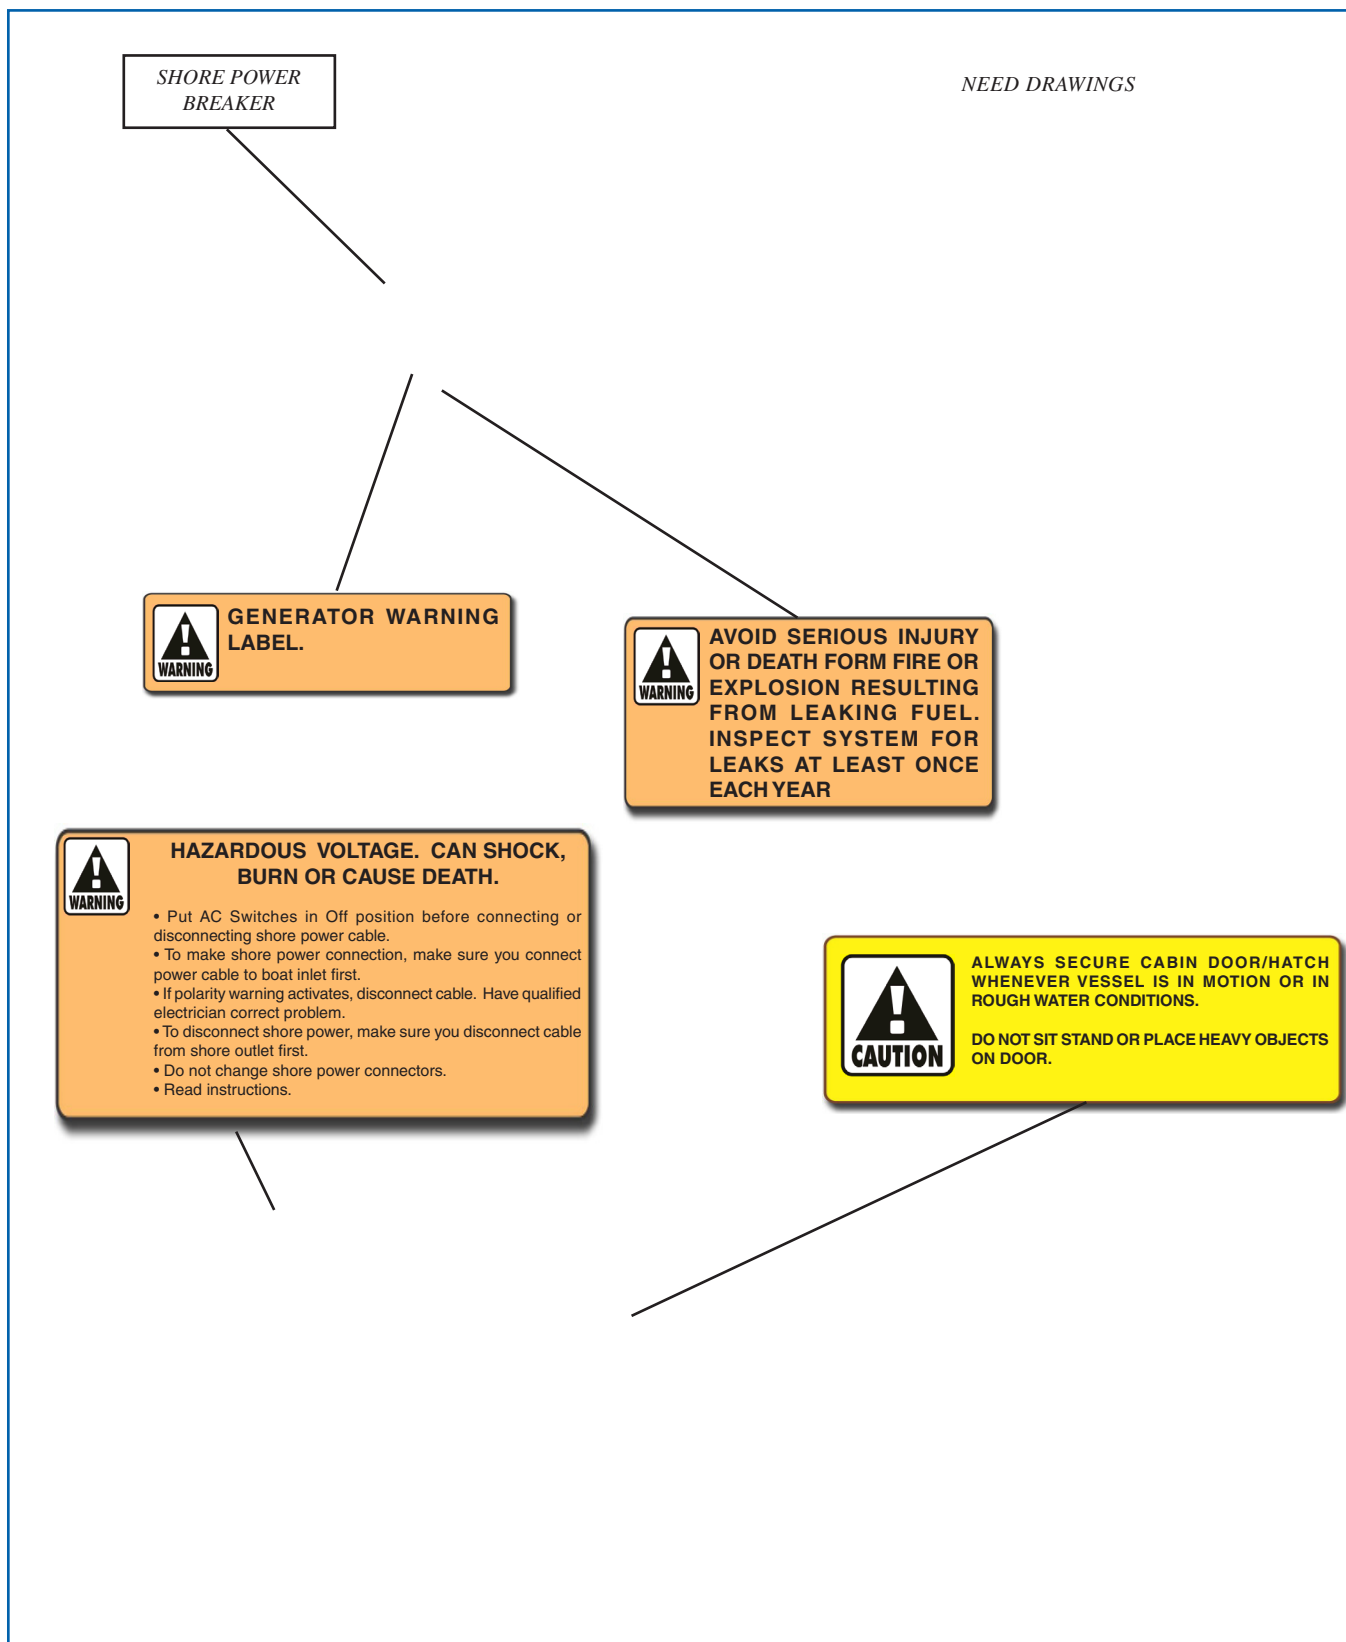 SHORE POWER
BREAKER
NEED DRAWINGS
WARNING
GENERATOR WARNING
LABEL.
WARNING
AVOID SERIOUS INJURY
OR DEATH FORM FIRE OR
EXPLOSION RESULTING
FROM LEAKING FUEL.
INSPECT SYSTEM FOR
LEAKS AT LEAST ONCE
EACH YEAR
WARNING
HAZARDOUS VOLTAGE. CAN SHOCK,
BURN OR CAUSE DEATH.
• Put AC Switches in Off position before connecting or
disconnecting shore power cable.
• To make shore power connection, make sure you connect
power cable to boat inlet first.
• If polarity warning activates, disconnect cable. Have qualified
electrician correct problem.
• To disconnect shore power, make sure you disconnect cable
from shore outlet first.
• Do not change shore power connectors.
• Read instructions.
CAUTION
ALWAYS SECURE CABIN DOOR/HATCH
WHENEVER VESSEL IS IN MOTION OR IN
ROUGH WATER CONDITIONS.
DO NOT SIT STAND OR PLACE HEAVY OBJECTS
ON DOOR.